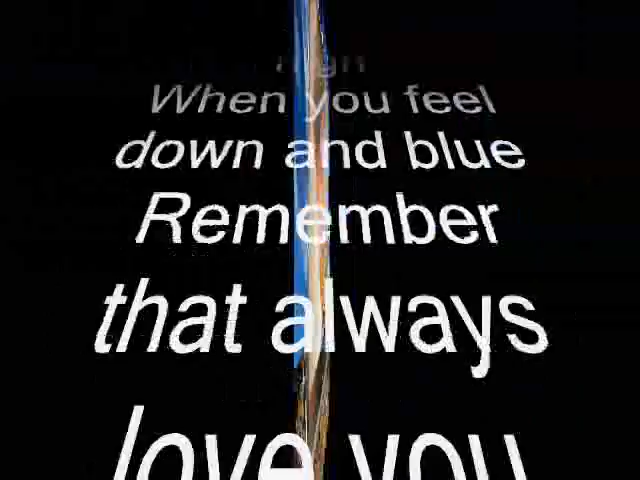 When you feel
down and blue
Remember
that always
love you